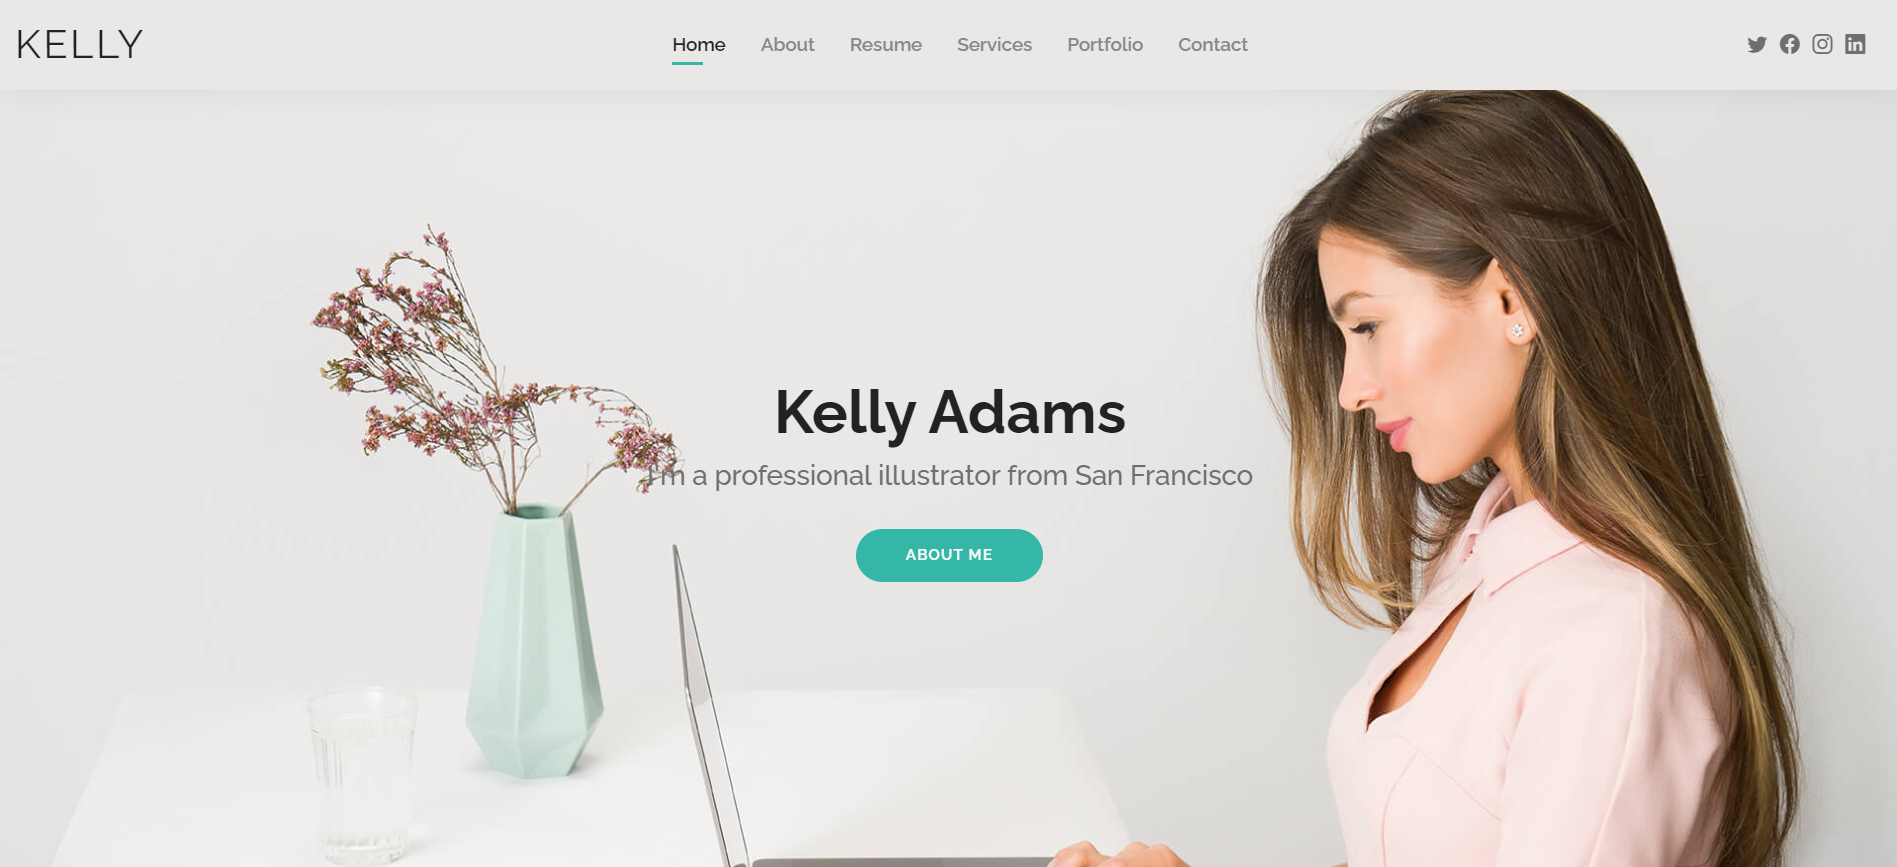 KELLY
Home About Resume Services Portfolio Contact
Kelly Adams
I'm a professional illustrator from San Francisco
ABOUT ME